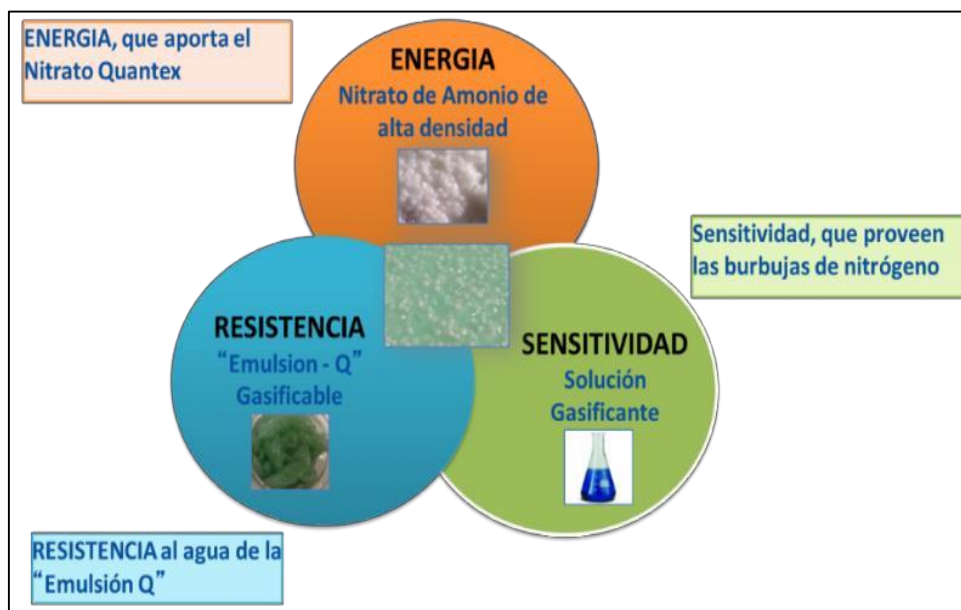 ENERGIA, que aporta el
Nitrato Quantex
ENERGIA
Nitrato de Amonio de
alta densidad
Sensitividad, que proveen
las burbujas de nitrógeno
RESISTENCIA
“Emulsion - Q”
Gasificable
SENSITIVIDAD
Solución
Gasificante
RESISTENCIA al agua de la
“Emulsión Q”